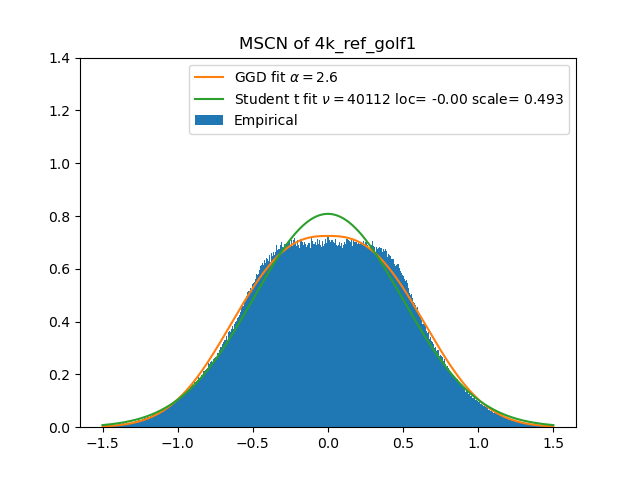 MSCN of 4k_ref_golf1
GGD fit α = 2.6
Student t fit ν = 40112 loc= -0.00 scale= 0.493
Empirical
1.4
1.2
1.0
0.8
0.6
0.4
0.2
0.0
−1.5 −1.0 −0.5 0.0 0.5 1.0 1.5